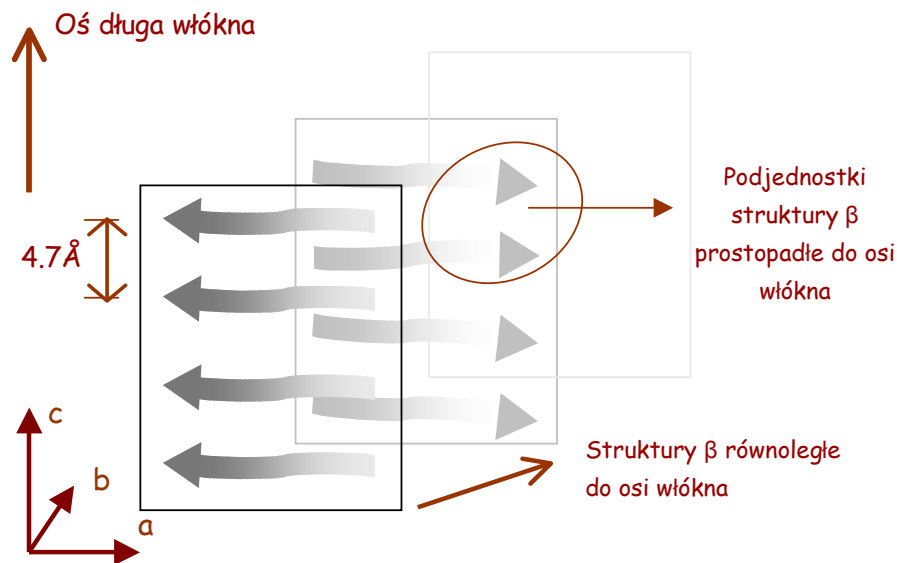 Oś długa włókna
4.7Å
Podjednostki
struktury β
prostopadłe do osi
włókna
Struktury β równoległe
do osi włókna
c
b
a